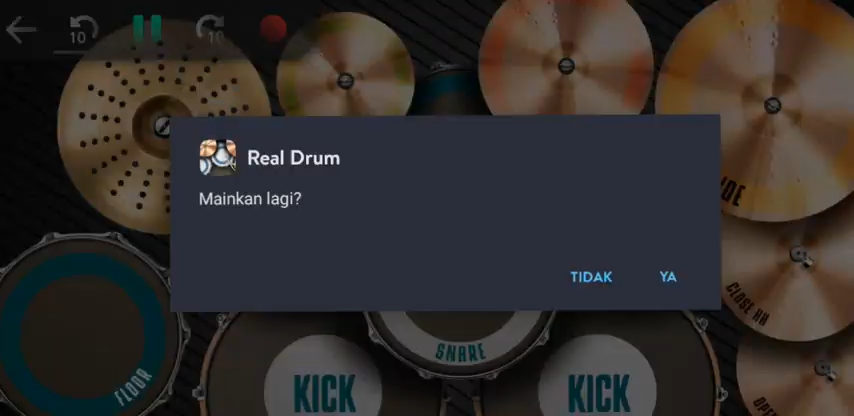 10
10
Real Drum
Mainkan lagi?
TIDAK
YA
CLOSE HH
FLOOR
SNARE
KICK
KICK